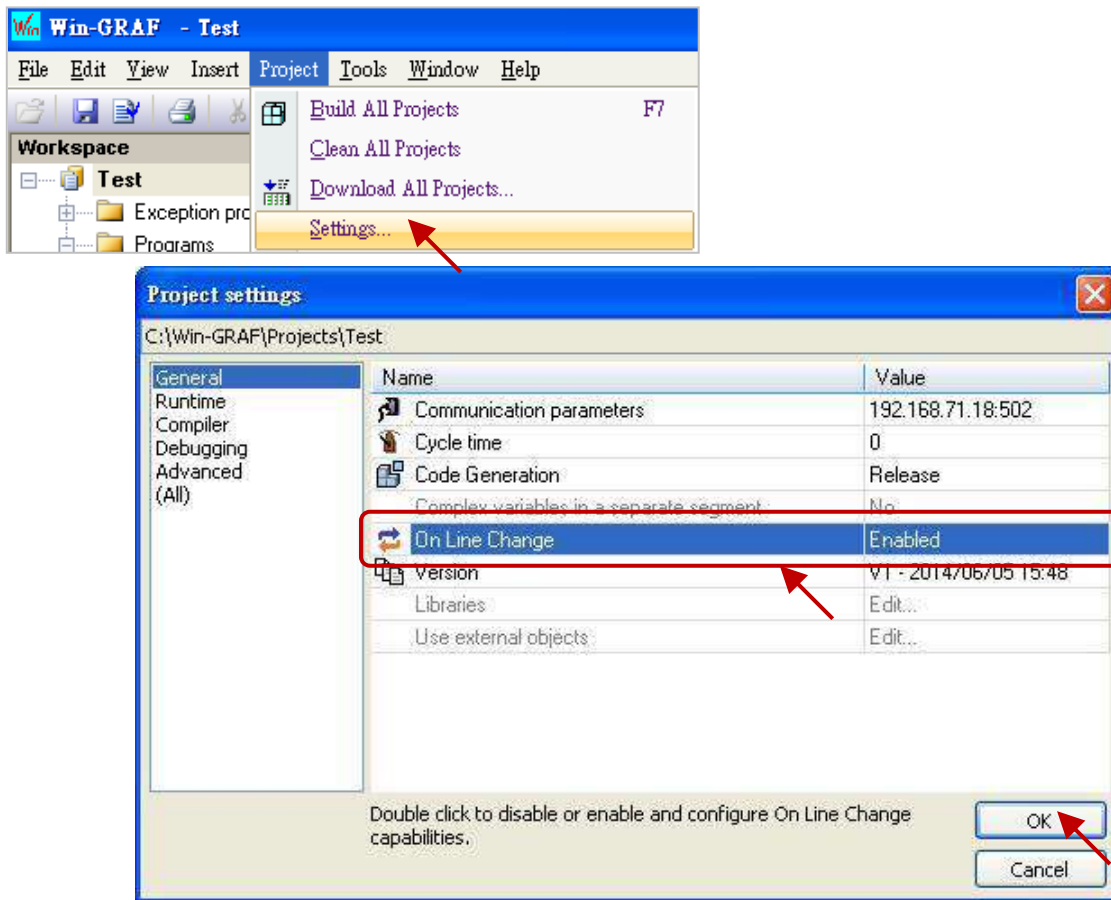 Win Win-GRAF - Test
File Edit View Insert Project Tools Window Help
Build All Projects F7
Workspace
Clean All Projects
Test
Download All Projects...
Exception pro
Settings...
Programs
Project settings
C:\Win-GRAF\Projects\Test
General
Runtime
Compiler
Debugging
Advanced
(All)
Name Value
Communication parameters 192.168.71.18:502
Cycle time 0
Code Generation Release
Complex variables in a separate segment No
On Line Change Enabled
Version V1 - 2014/06/05 15:48
Libraries Edit...
Use external objects Edit...
Double click to disable or enable and configure On Line Change
capabilities.
OK
Cancel